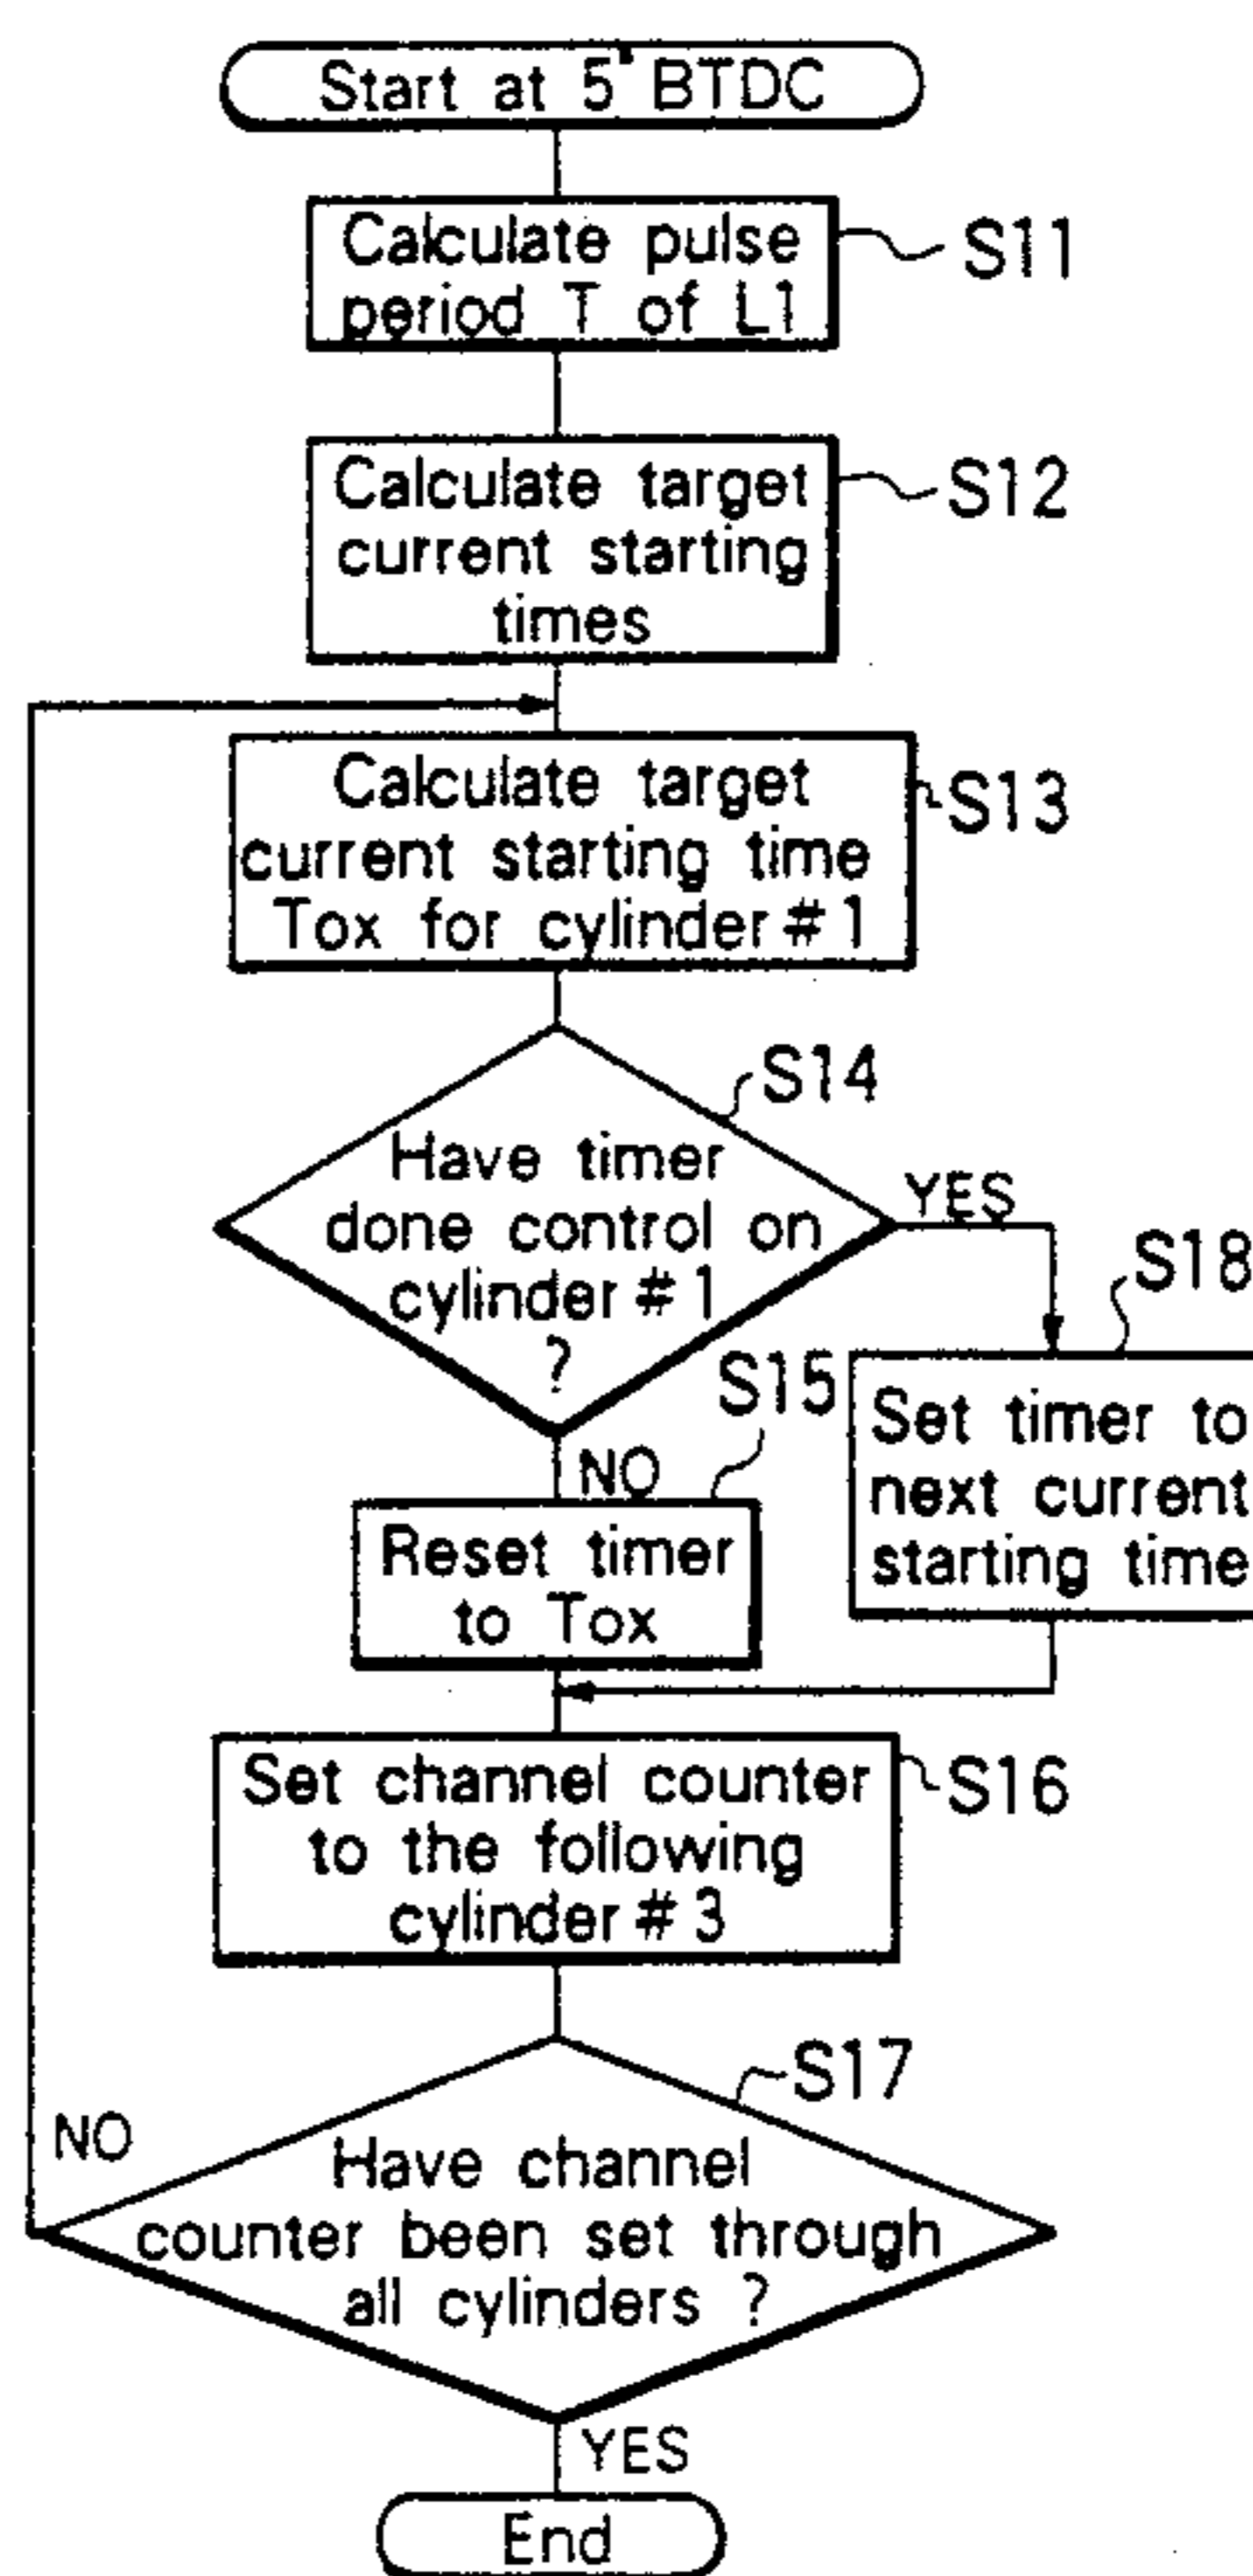 Start at 5° BTDC
Calculate pulse
period T of L1
S11
Calculate target
current starting
times
S12
Calculate target
current starting time
Tox for cylinder #1
S13
S14
Have timer
done control on
cylinder #1
?
YES
S18
NO
S15
Reset timer
to Tox
Set timer to
next current
starting time
Set channel counter
to the following
cylinder #3
S16
S17
NO
Have channel
counter been set through
all cylinders ?
YES
End